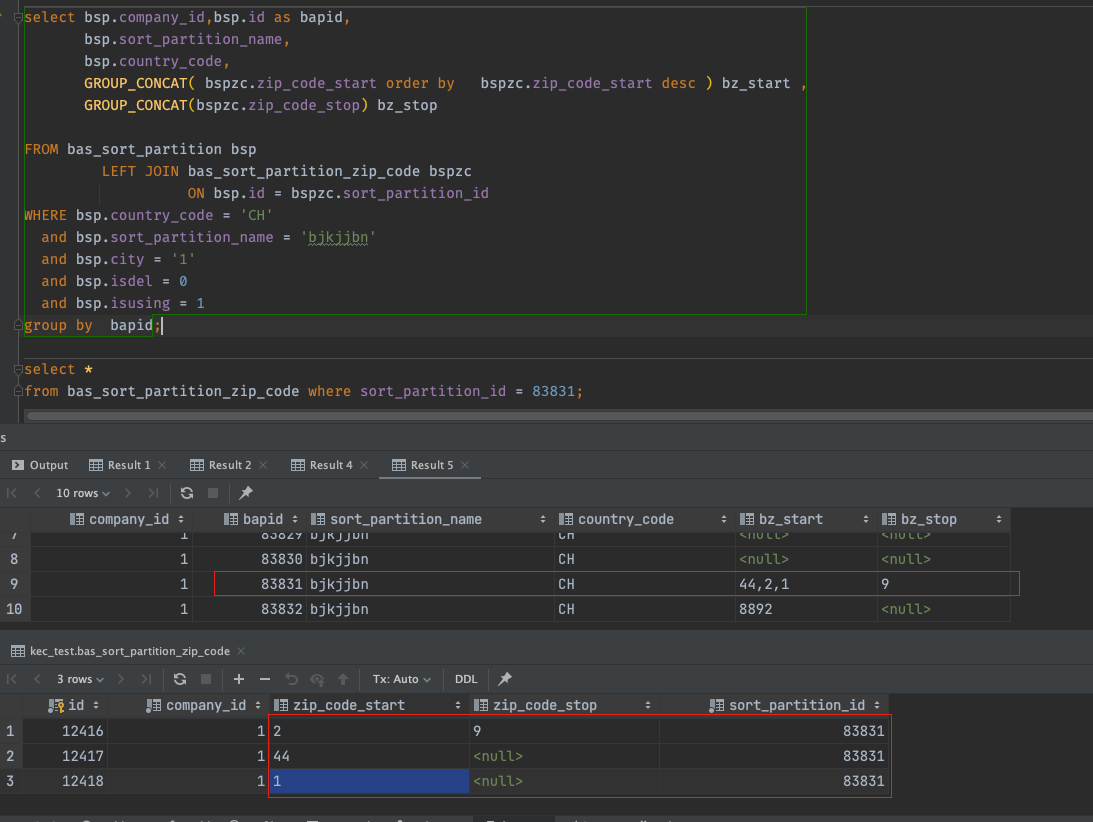 select bsp.company_id,bsp.id as bapid,
bsp.sort_partition_name,
bsp.country_code,
GROUP_CONCAT( bspzc.zip_code_start order by   bspzc.zip_code_start desc ) bz_start ,
GROUP_CONCAT(bspzc.zip_code_stop) bz_stop
FROM bas_sort_partition bsp
LEFT JOIN bas_sort_partition_zip_code bspzc
ON bsp.id = bspzc.sort_partition_id
WHERE bsp.country_code = 'CH'
and bsp.sort_partition_name = 'bjkjjbn'
and bsp.city = '1'
and bsp.isdel = 0
and bsp.isusing = 1
group by  bapid;
select *
from bas_sort_partition_zip_code where sort_partition_id = 83831;
s
Output Result 1 Result 2 Result 4 Result 5
10 rows
company_id bapid sort_partition_name country_code bz_start bz_stop
7 1 83829 bjkjjbn CH <null> <null>
8 1 83830 bjkjjbn CH <null> <null>
9 1 83831 bjkjjbn CH 44,2,1 9
10 1 83832 bjkjjbn CH 8892 <null>
kec_test.bas_sort_partition_zip_code
3 rows Tx: Auto DDL
id company_id zip_code_start zip_code_stop sort_partition_id
1 12416 1 2 9 83831
2 12417 1 44 <null> 83831
3 12418 1 1 <null> 83831